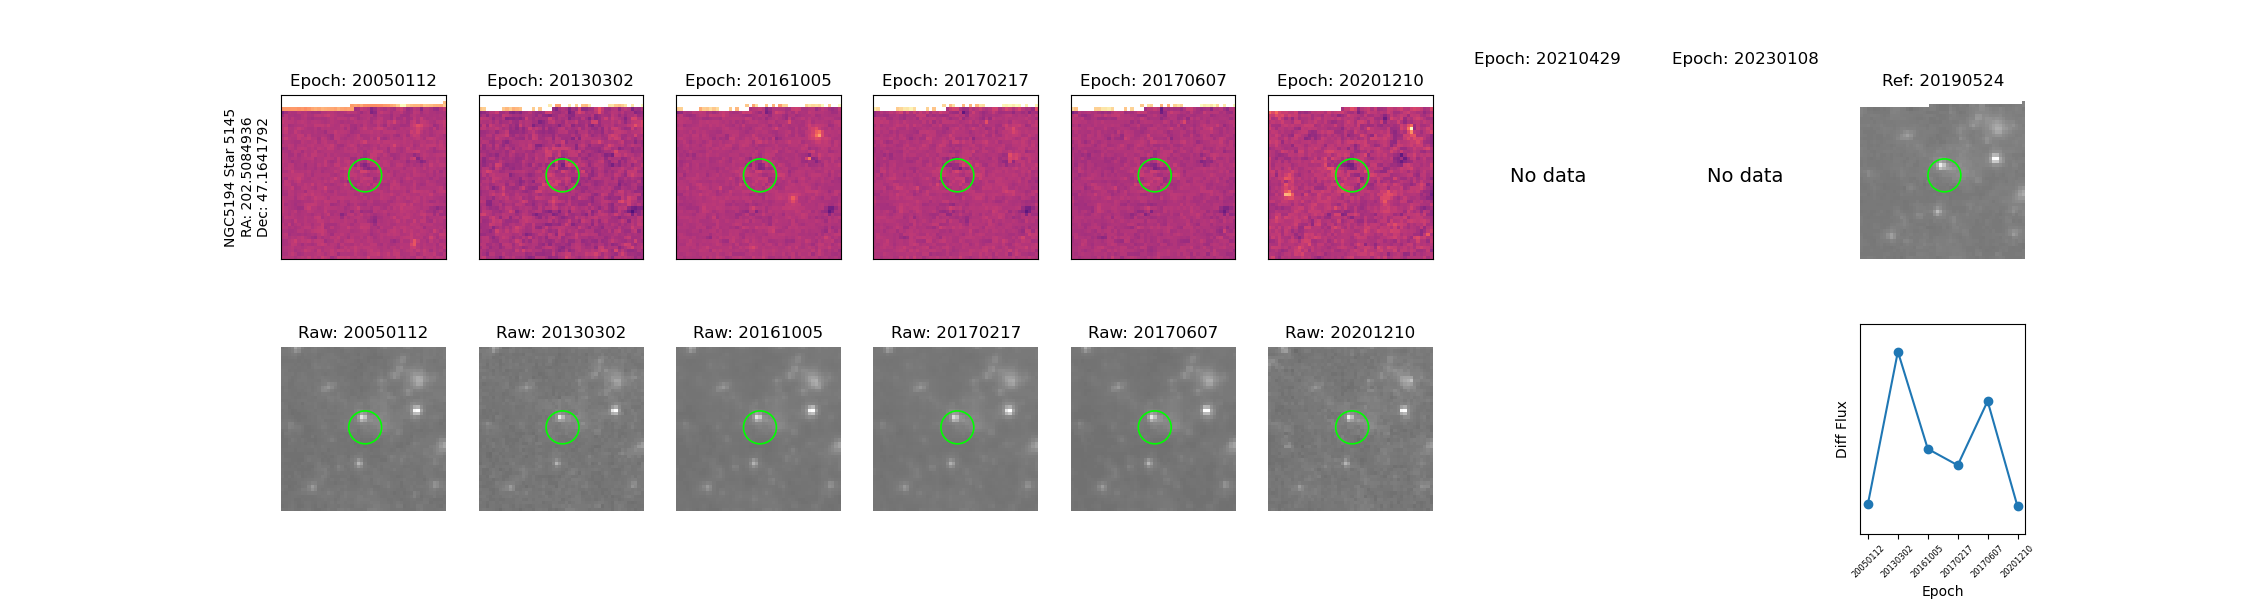 Epoch: 20050112
Epoch: 20130302
Epoch: 20161005
Epoch: 20170217
Epoch: 20170607
Epoch: 20201210
Epoch: 20210429
Epoch: 20230108
Ref: 20190524
NGC5194 Star 5145
RA: 202.5084936
Dec: 47.1641792
No data
No data
Raw: 20050112
Raw: 20130302
Raw: 20161005
Raw: 20170217
Raw: 20170607
Raw: 20201210
Diff Flux
20050112
20130302
20161005
20170217
20170607
20201210
Epoch